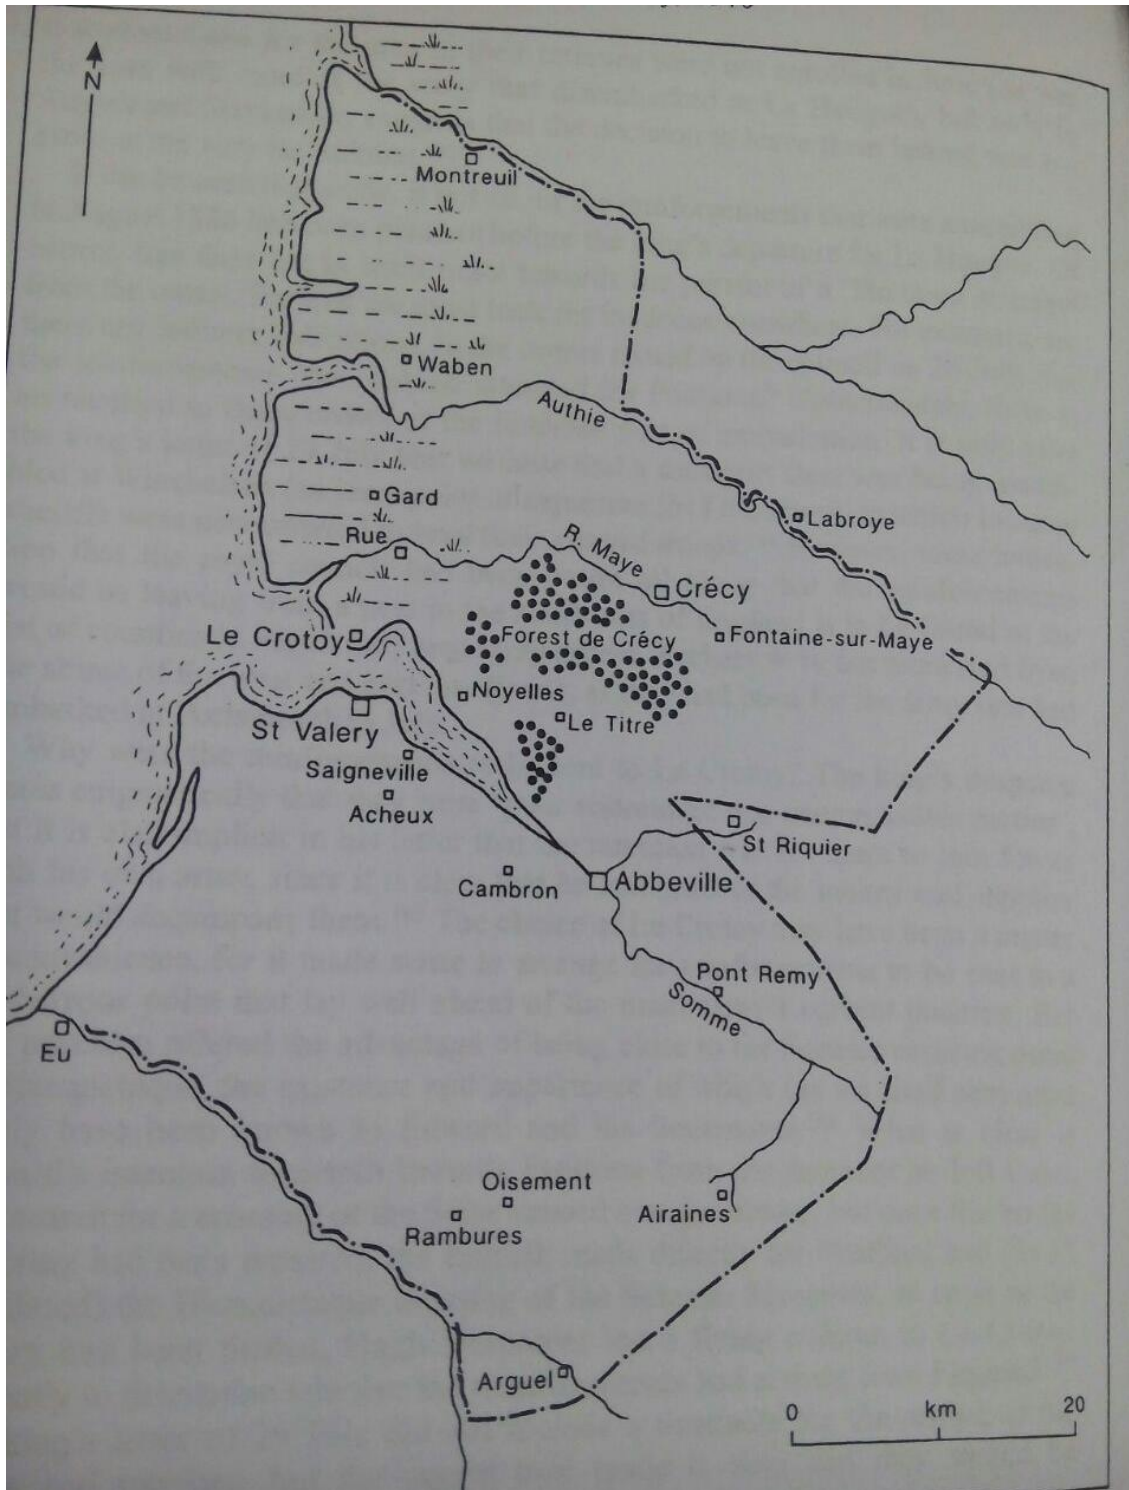 N
Montreuil
Waben
Authie
Labroye
Gard
Rue
R. Maye
Crécy
Fontaine-sur-Maye
Forest de Crécy
Le Crotoy
Noyelles
Le Titre
St Valery
Saigneville
Acheux
St Riquier
Cambron
Abbeville
Pont Remy
Somme
Eu
Oisement
Rambures
Airaines
Arguel
0 km 20